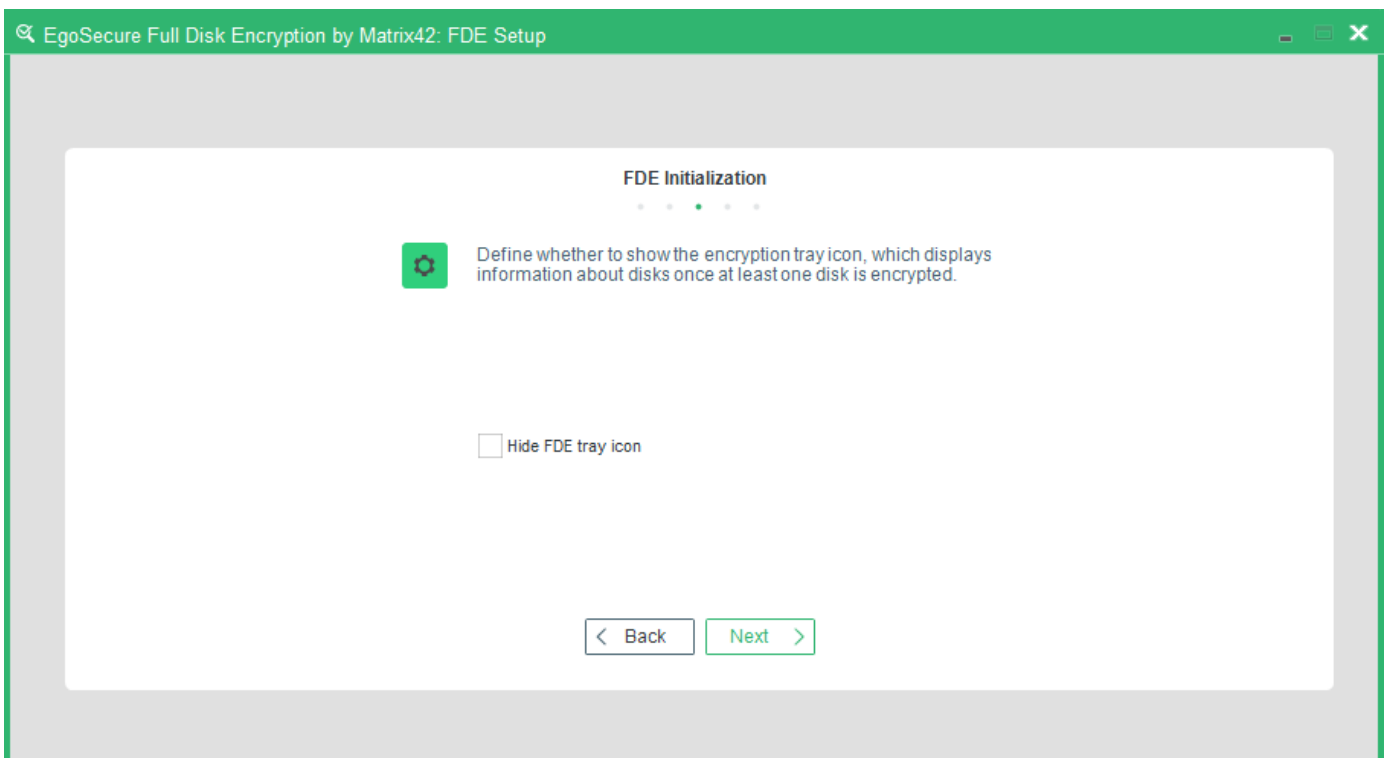 EgoSecure Full Disk Encryption by Matrix42: FDE Setup
FDE Initialization
Define whether to show the encryption tray icon, which displays
information about disks once at least one disk is encrypted.
Hide FDE tray icon
Back
Next